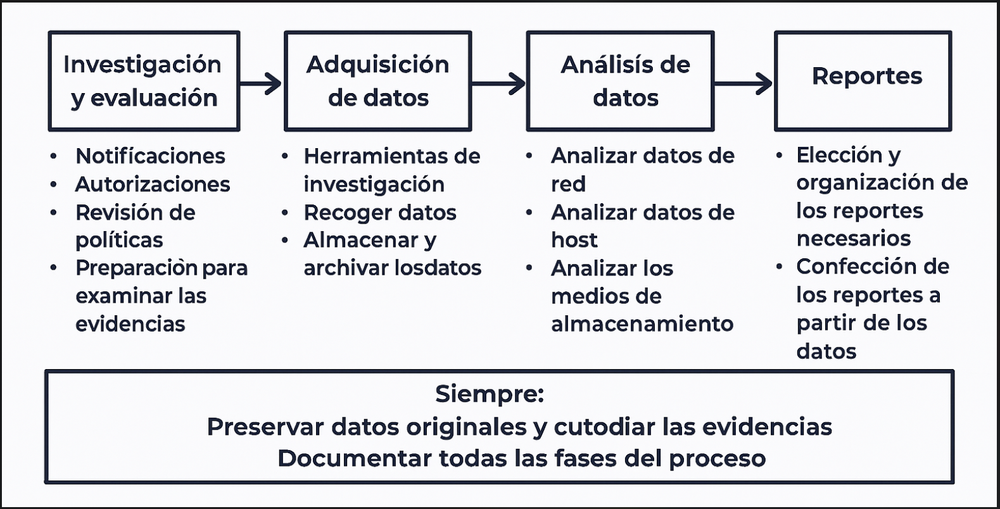 Investigación
y evaluación
Adquisición
de datos
Análisís de
datos
Reportes
• Notifícaciones
• Autorizaciones
• Revisión de
políticas
• Preparaciòn para
examinar las
evidencias
• Herramientas de
investigación
• Recoger datos
• Almacenar y
archivar losdatos
• Analizar datos de
red
• Analizar datos de
host
• Analizar los
medios de
almacenamiento
• Elección y
organización de
los reportes
necesarios
• Confección de
los reportes a
partir de los
datos
Siempre:
Preservar datos originales y cutodiar las evidencias
Documentar todas las fases del proceso